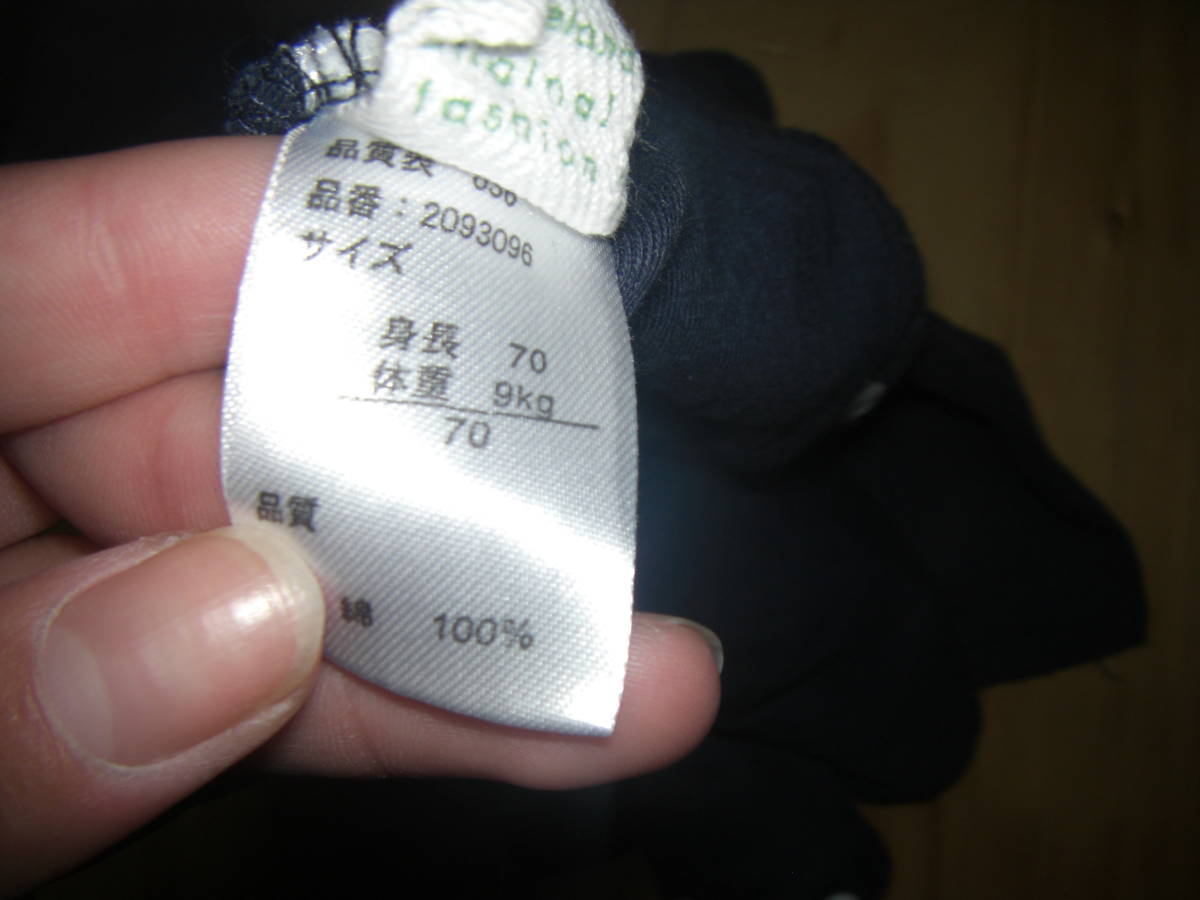 fashion
品質表 036
品番：2093096
サイズ
身長 70
体重 9kg
70
品質
綿 100%